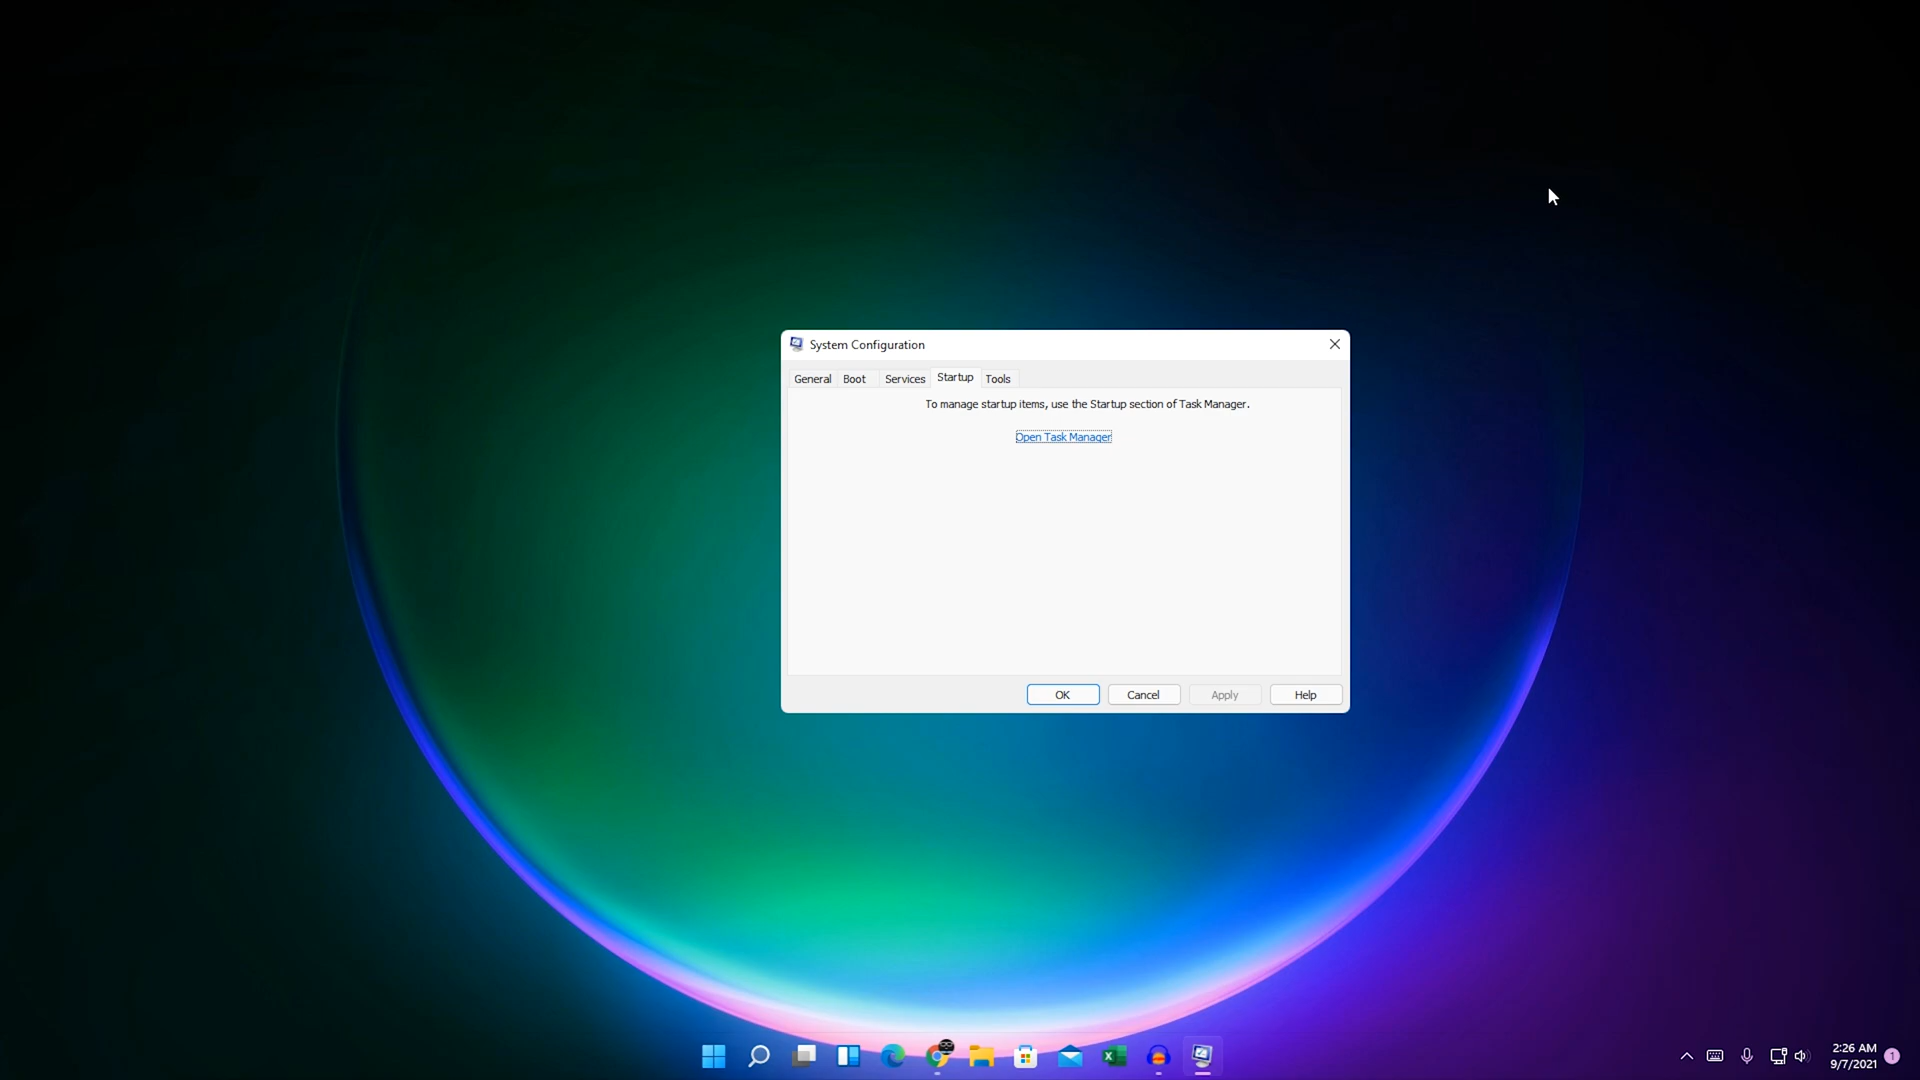 System Configuration
General Boot Services Startup Tools
To manage startup items, use the Startup section of Task Manager.
Open Task Manager
OK Cancel Apply Help
2:26 AM
9/7/2021
1